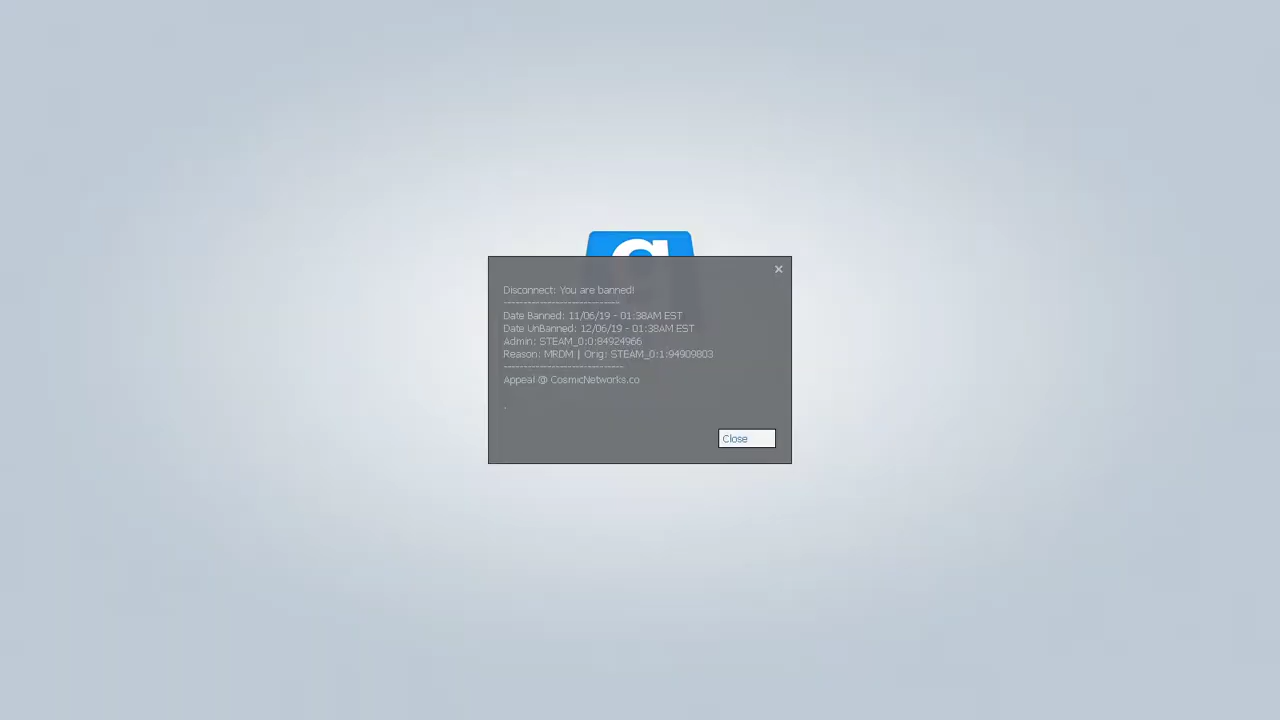 g
Disconnect: You are banned!
------------------------------
Date Banned: 11/06/19 - 01:38AM EST
Date UnBanned: 12/06/19 - 01:38AM EST
Admin: STEAM_0:0:84924966
Reason: MRDM | Orig: STEAM_0:1:94909803
-------------------------------
Appeal @ CosmicNetworks.co
.
Close